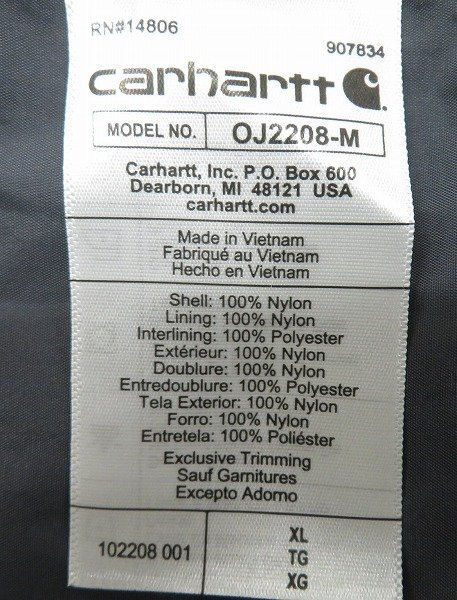 RN#14806
907834
carhartt
MODEL NO. OJ2208-M
Carhartt, Inc. P.O. Box 600
Dearborn, MI 48121 USA
carhartt.com
Made in Vietnam
Fabriqué au Vietnam
Hecho en Vietnam
Shell: 100% Nylon
Lining: 100% Nylon
Interlining: 100% Polyester
Extérieur: 100% Nylon
Doublure: 100% Nylon
Entredoublure: 100% Polyester
Tela Exterior: 100% Nylon
Forro: 100% Nylon
Entretela: 100% Poliéster
Exclusive Trimming
Sauf Garnitures
Excepto Adorno
102208 001
XL
TG
XG